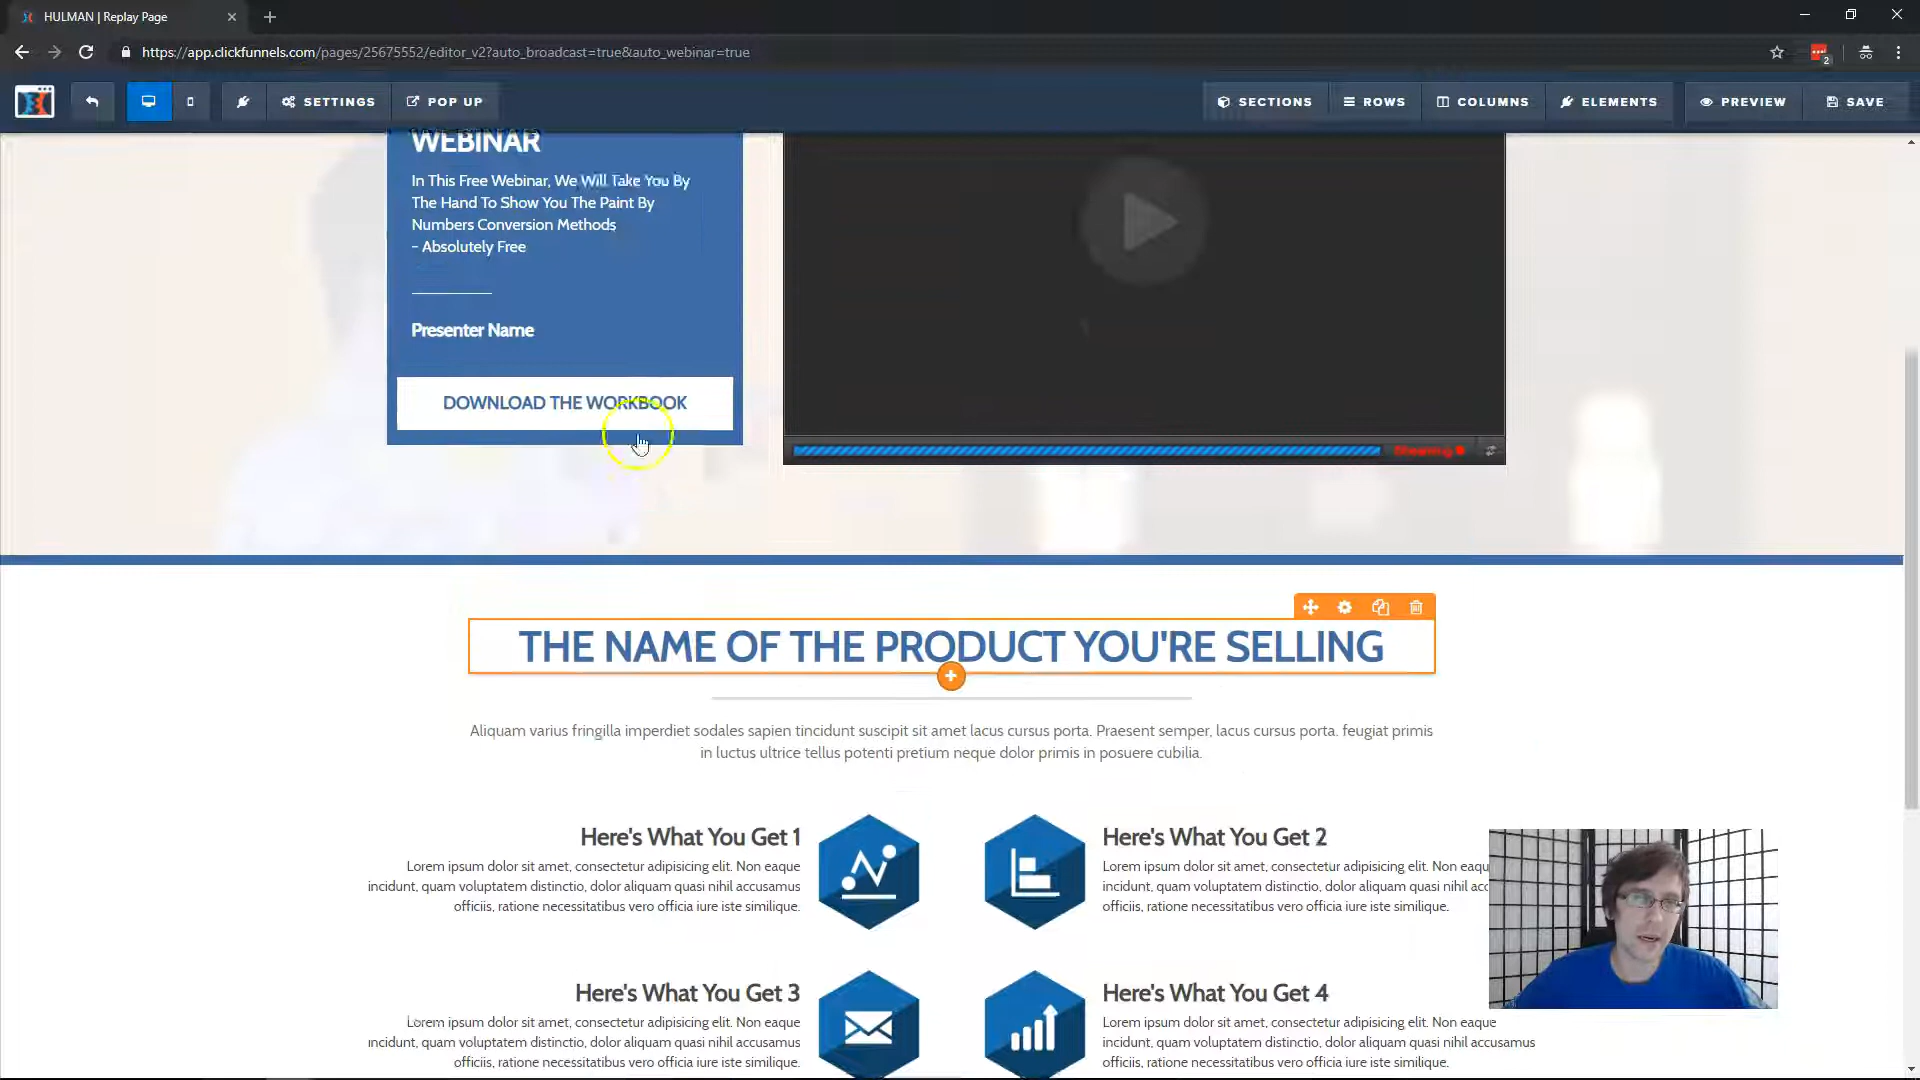 HULMAN | Replay Page
https://app.clickfunnels.com/pages/25675552/editor_v2?auto_broadcast=true&auto_webinar=true
2
SETTINGS
POP UP
SECTIONS
ROWS
COLUMNS
ELEMENTS
PREVIEW
SAVE
WEBINAR
In This Free Webinar, We Will Take You By
The Hand To Show You The Paint By
Numbers Conversion Methods
- Absolutely Free
Presenter Name
DOWNLOAD THE WORKBOOK
THE NAME OF THE PRODUCT YOU'RE SELLING
Aliquam varius fringilla imperdiet sodales sapien tincidunt suscipit sit amet lacus cursus porta. Praesent semper, lacus cursus porta. feugiat primis
in luctus ultrice tellus potenti pretium neque dolor primis in posuere cubilia.
Here's What You Get 1
Lorem ipsum dolor sit amet, consectetur adipisicing elit. Non eaque
incidunt, quam voluptatem distinctio, dolor aliquam quasi nihil accusamus
officiis, ratione necessitatibus vero officia iure iste similique.
Here's What You Get 2
Lorem ipsum dolor sit amet, consectetur adipisicing elit. Non eaqu
incidunt, quam voluptatem distinctio, dolor aliquam quasi nihil acc
officiis, ratione necessitatibus vero officia iure iste similique.
Here's What You Get 3
Lorem ipsum dolor sit amet, consectetur adipisicing elit. Non eaque
incidunt, quam voluptatem distinctio, dolor aliquam quasi nihil accusamus
officiis, ratione necessitatibus vero officia iure iste similique.
Here's What You Get 4
Lorem ipsum dolor sit amet, consectetur adipisicing elit. Non eaque
incidunt, quam voluptatem distinctio, dolor aliquam quasi nihil accusamus
officiis, ratione necessitatibus vero officia iure iste similique.